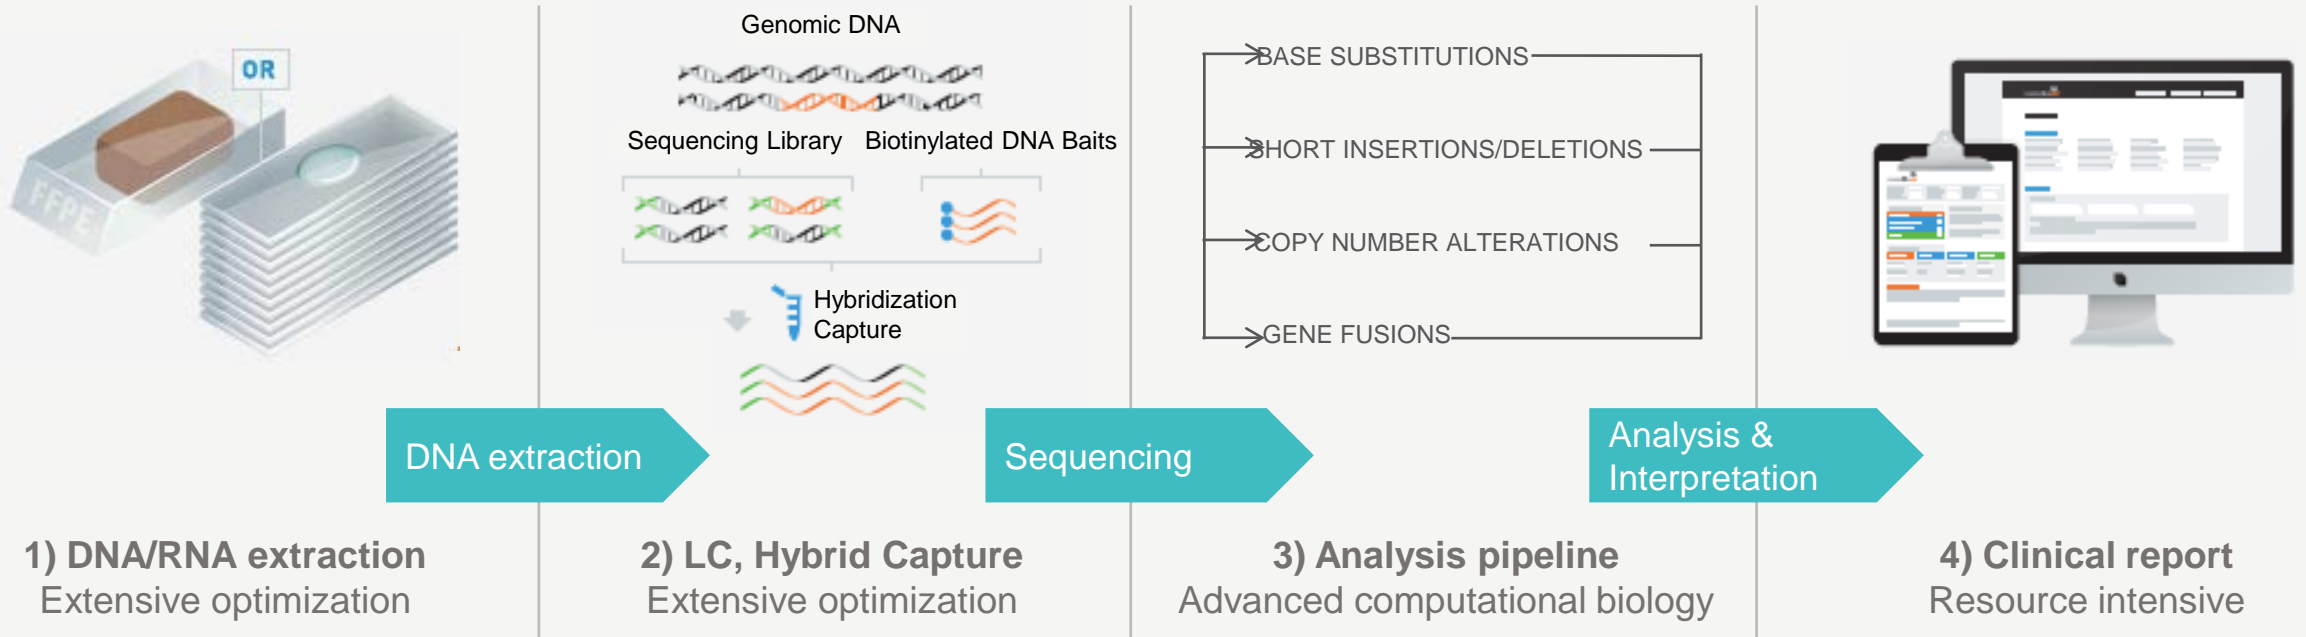 OR
FFPE
Genomic DNA
Sequencing Library
Biotinylated DNA Baits
Hybridization
Capture
BASE SUBSTITUTIONS
SHORT INSERTIONS/DELETIONS
COPY NUMBER ALTERATIONS
GENE FUSIONS
DNA extraction
Sequencing
Analysis &
Interpretation
1) DNA/RNA extraction
Extensive optimization
2) LC, Hybrid Capture
Extensive optimization
3) Analysis pipeline
Advanced computational biology
4) Clinical report
Resource intensive